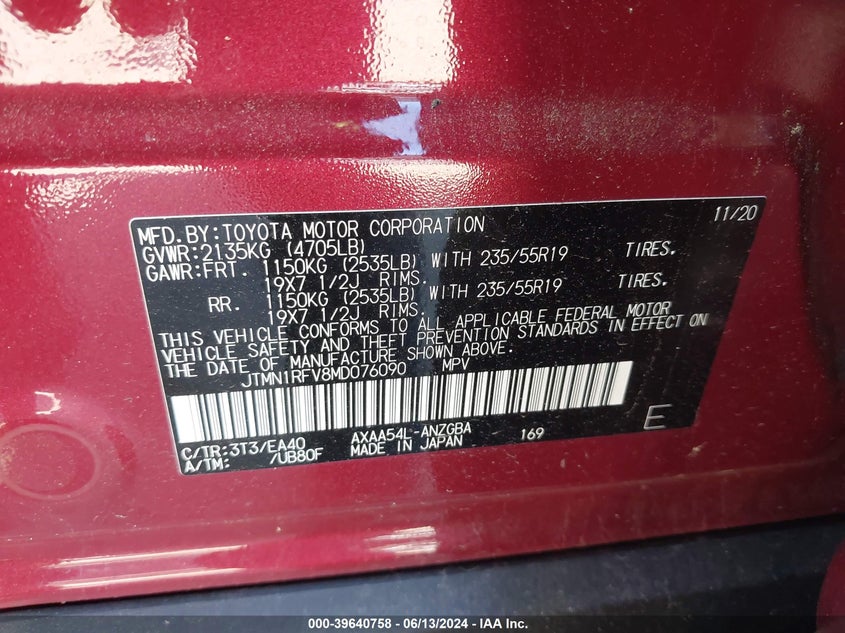 11/20
MFD.BY:TOYOTA MOTOR CORPORATION
GVWR:2135KG (4705LB)
GAWR:FRT. 1150KG (2535LB) WITH 235/55R19 TIRES.
19X7 1/2J RIMS.
RR. 1150KG (2535LB) WITH 235/55R19 TIRES.
19X7 1/2J RIMS.
THIS VEHICLE CONFORMS TO ALL APPLICABLE FEDERAL MOTOR
VEHICLE SAFETY AND THEFT PREVENTION STANDARDS IN EFFECT ON
THE DATE OF MANUFACTURE SHOWN ABOVE.
JTMN1RFV8MD076090 MPV
C/TR:3T3/EA40 AXAA54L-ANZGBA 169 E
A/TM: /UB80F MADE IN JAPAN
000-39640758 - 06/13/2024 - IAA Inc.